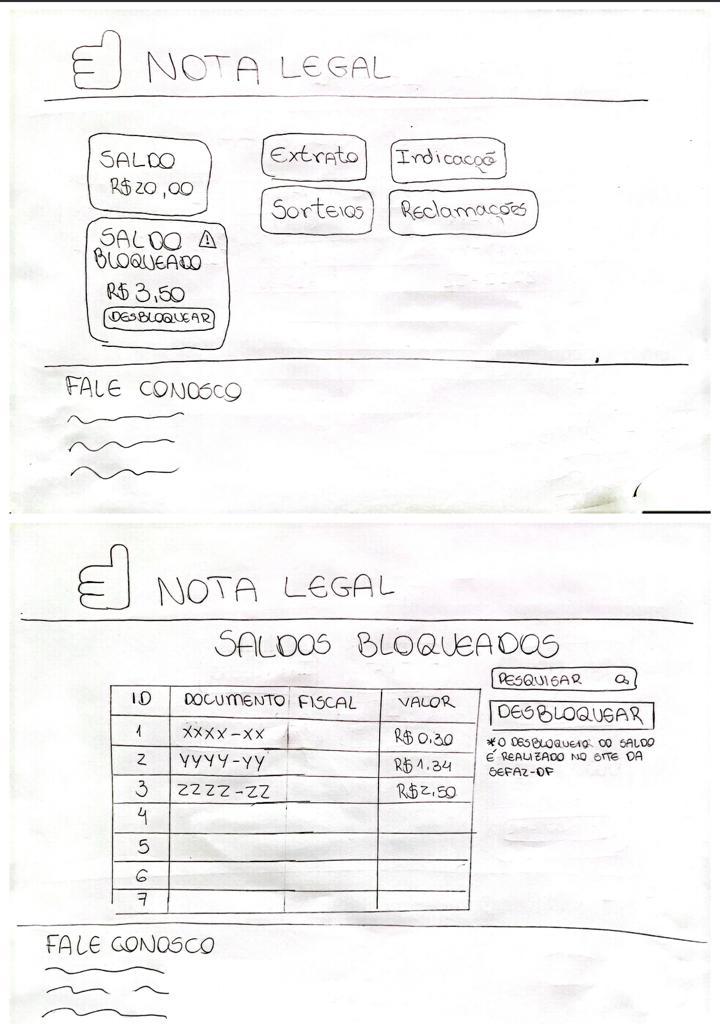 NOTA LEGAL
SALDO
R$20,00
SALDO
BLOQUEADO
R$3,50
DESBLOQUEAR
Extrato
Indicaçaõ
Sorteios
Reclamações
FALE CONOSCO
NOTA LEGAL
SALDOS BLOQUEADOS
PESQUISAR
DESBLOQUEAR
*O DESBLOQUEIO DO SALDO
É REALIZADO NO SITE DA
SEFAZ-DF
ID DOCUMENTO FISCAL VALOR
1 XXXX-XX R$0,30
2 YYYY-YY R$1,34
3 ZZZZ-ZZ R$2,50
4
5
6
7
FALE CONOSCO